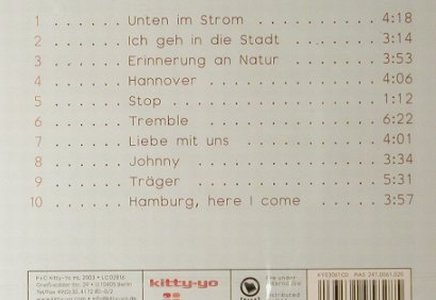 1 ...... Unten im Strom ......... 4:18
2 ...... Ich geh in die Stadt ...... 3:14
3 ...... Erinnerung an Natur ...... 3:53
4 ...... Hannover ............... 4:06
5 ...... Stop .................... 1:12
6 ...... Tremble ................ 6:22
7 ...... Liebe mit uns ........... 4:01
8 ...... Johnny ................. 3:34
9 ...... Träger ................. 5:31
10 ..... Hamburg, here I come ..... 3:57
kitty-yo